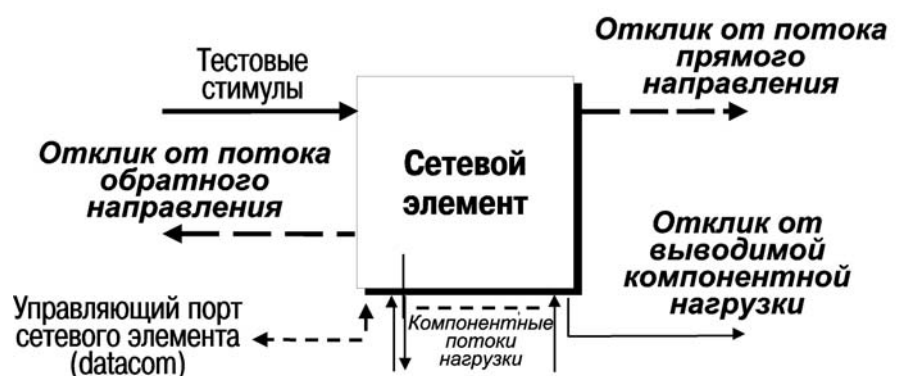 Тестовые
стимулы
Отклик от потока
прямого
направления
Отклик от потока
обратного
направления
Сетевой
элемент
Отклик от
выводимой
компонентной
нагрузки
Управляющий порт
сетевого элемента
(datacom)
Компонентные
потоки
нагрузки